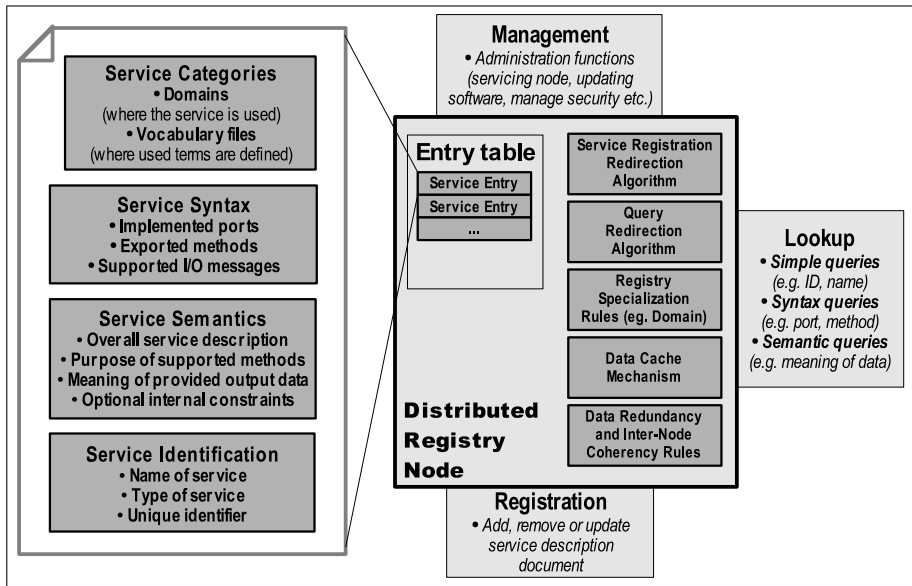 Service Categories
• Domains
(where the service is used)
• Vocabulary files
(where used terms are defined)
Service Syntax
• Implemented ports
• Exported methods
• Supported I/O messages
Service Semantics
• Overall service description
• Purpose of supported methods
• Meaning of provided output data
• Optional internal constraints
Service Identification
• Name of service
• Type of service
• Unique identifier
Management
• Administration functions
(servicing node, updating
software, manage security etc.)
Entry table
Service Entry
Service Entry
...
Service Registration
Redirection
Algorithm
Query
Redirection
Algorithm
Registry
Specialization
Rules (eg. Domain)
Data Cache
Mechanism
Data Redundancy
and Inter-Node
Coherency Rules
Distributed
Registry
Node
Lookup
• Simple queries
(e.g. ID, name)
• Syntax queries
(e.g. port, method)
• Semantic queries
(e.g. meaning of data)
Registration
• Add, remove or update
service description
document